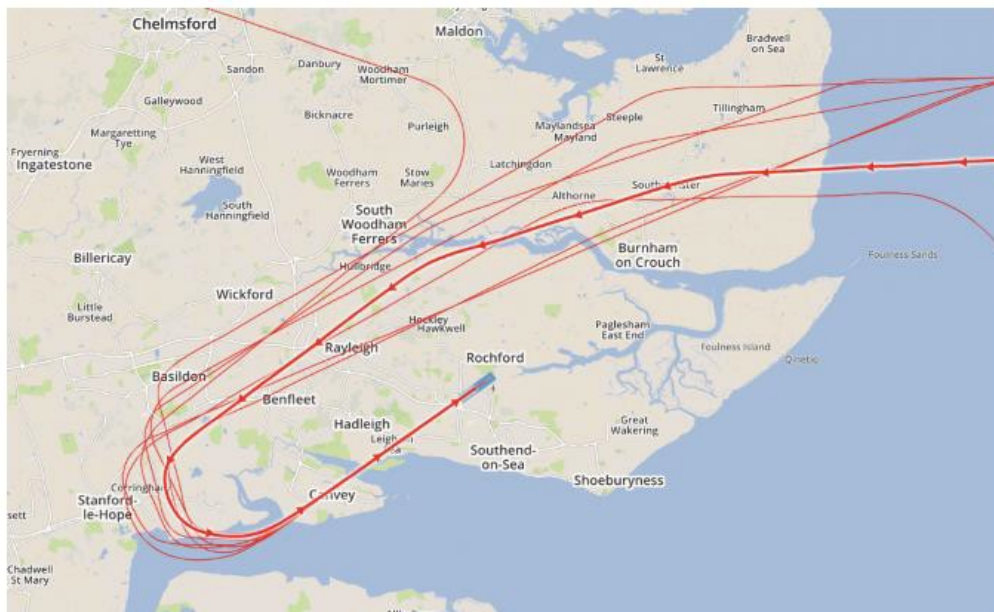 Chelmsford
Maldon
Bradwell
on Sea
Sandon
Danbury
Woodham
Mortimer
St
Lawrence
Galleywood
Bicknacre
Purleigh
Steeple
Tillingham
Margaretting
Tye
Maylandsea
Mayland
Fryerning
Ingatestone
West
Hanningfield
Woodham
Ferrers
Stow
Maries
Latchingdon
Althorne
South
Hanningfield
South
Woodham
Ferrers
Billericay
Burnham
on Crouch
Foulness Sands
Hullbridge
Wickford
Little
Burstead
Hockley
Hawkwell
Paglesham
East End
Foulness Island
Qinetiq
Rayleigh
Rochford
Basildon
Benfleet
Hadleigh
Great
Wakering
Southend-
on-Sea
Shoeburyness
Stanford-
le-Hope
Canvey
sett
Chadwell
St Mary